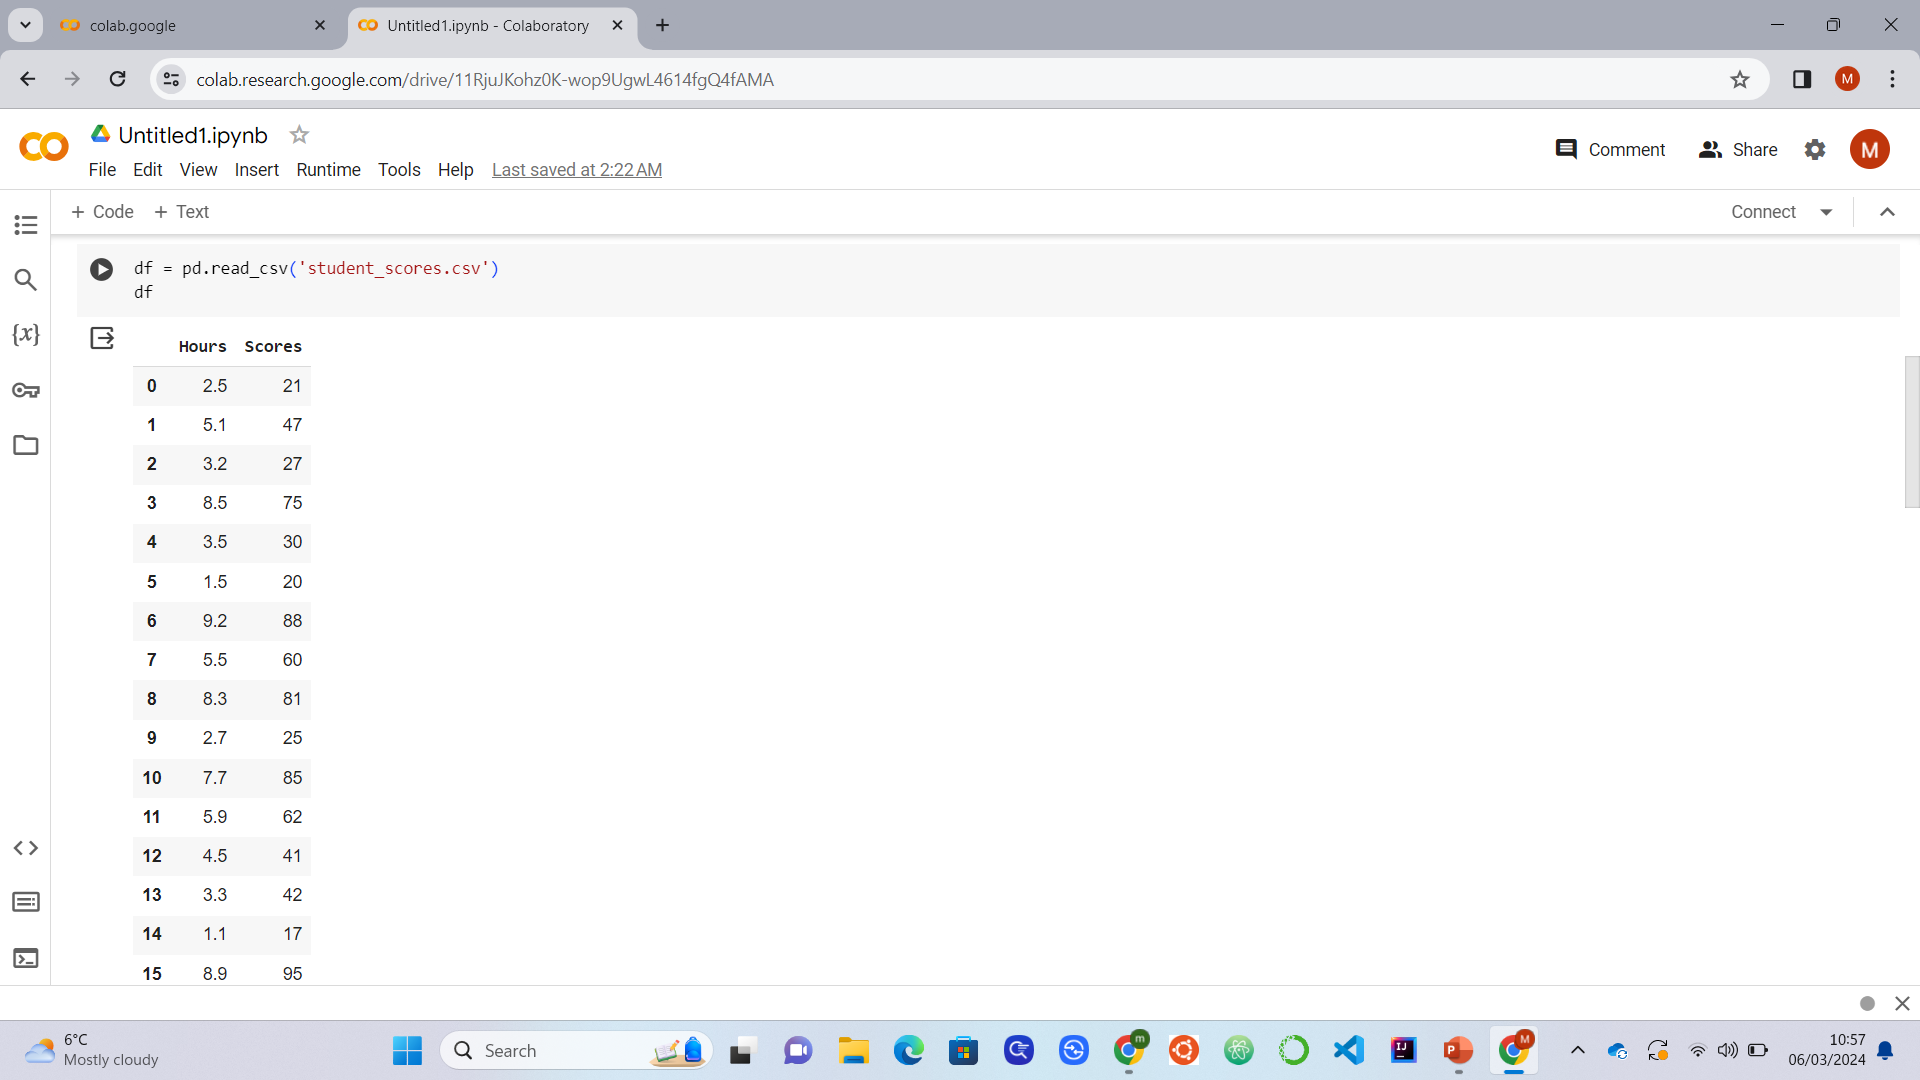 colab.google
Untitled1.ipynb - Colaboratory
colab.research.google.com/drive/11RjuJKohz0K-wop9UgwL4614fgQ4fAMA
M
Untitled1.ipynb
Comment
Share
M
File Edit View Insert Runtime Tools Help Last saved at 2:22 AM
+ Code + Text
Connect
df = pd.read_csv('student_scores.csv')
df
{x}
Hours Scores
0 2.5 21
1 5.1 47
2 3.2 27
3 8.5 75
4 3.5 30
5 1.5 20
6 9.2 88
7 5.5 60
8 8.3 81
9 2.7 25
10 7.7 85
11 5.9 62
12 4.5 41
13 3.3 42
14 1.1 17
15 8.9 95
6°C
Mostly cloudy
Search
m
IJ
P
M
10:57
06/03/2024